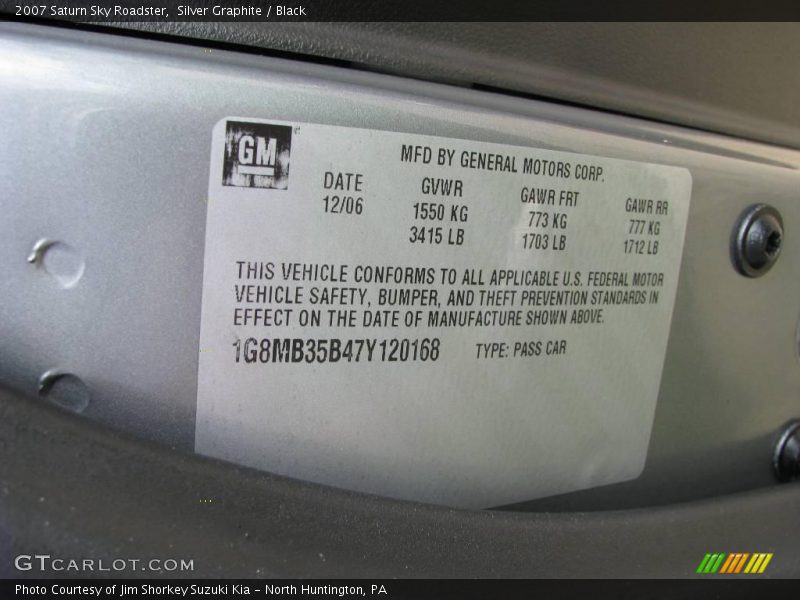 2007 Saturn Sky Roadster, Silver Graphite / Black
GM
MFD BY GENERAL MOTORS CORP.
DATE GVWR GAWR FRT GAWR RR
12/06 1550 KG 773 KG 777 KG
3415 LB 1703 LB 1712 LB
THIS VEHICLE CONFORMS TO ALL APPLICABLE U.S. FEDERAL MOTOR
VEHICLE SAFETY, BUMPER, AND THEFT PREVENTION STANDARDS IN
EFFECT ON THE DATE OF MANUFACTURE SHOWN ABOVE.
1G8MB35B47Y120168 TYPE: PASS CAR
GTCARLOT.COM
Photo Courtesy of Jim Shorkey Suzuki Kia - North Huntington, PA